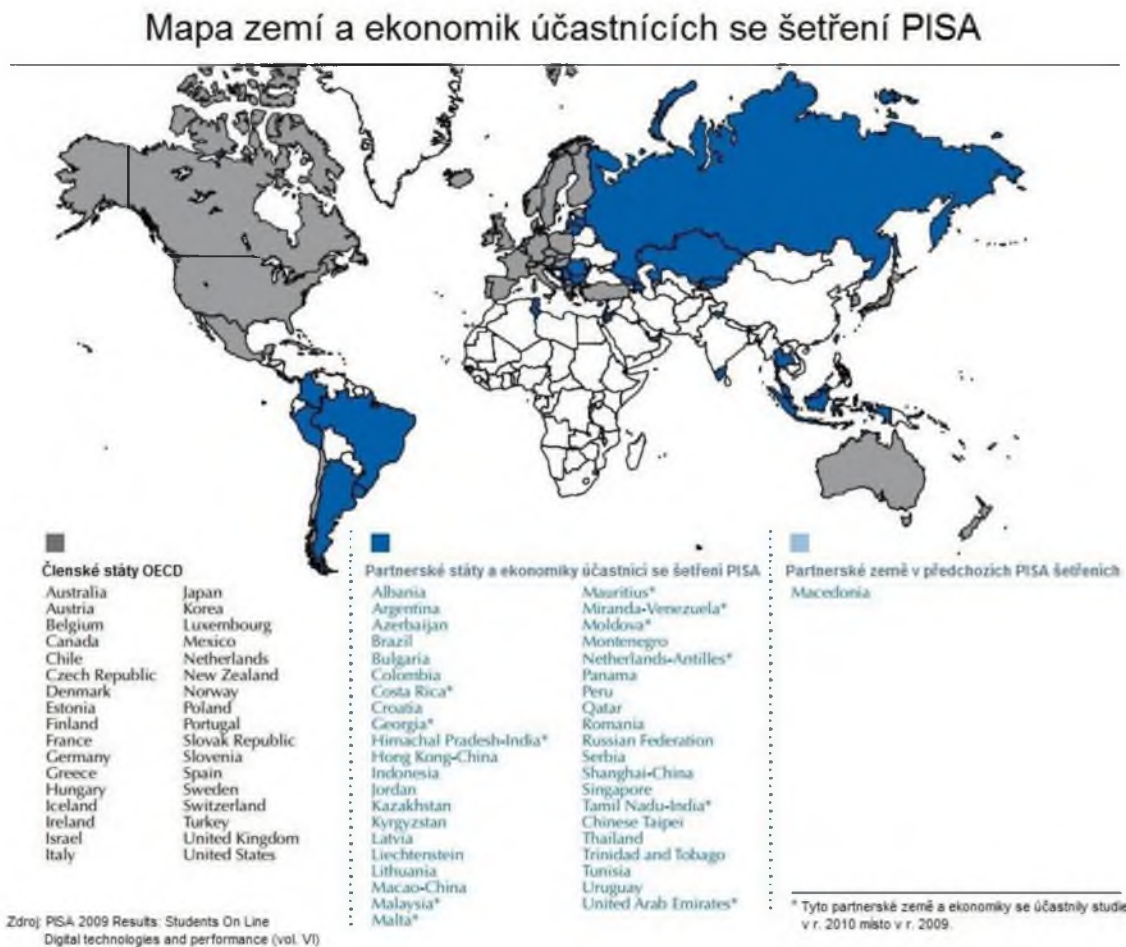 Mapa zemí a ekonomik účastnících se šetření PISA
Členské státy OECD
Australia
Austria
Belgium
Canada
Chile
Czech Republic
Denmark
Estonia
Finland
France
Germany
Greece
Hungary
Iceland
Ireland
Israel
Italy
Japan
Korea
Luxembourg
Mexico
Netherlands
New Zealand
Norway
Poland
Portugal
Slovak Republic
Slovenia
Spain
Sweden
Switzerland
Turkey
United Kingdom
United States
Partnerské státy a ekonomiky účastnící se šetření PISA
Albania
Argentina
Azerbaijan
Brazil
Bulgaria
Colombia
Costa Rica*
Croatia
Georgia*
Himachal Pradesh-India*
Hong Kong-China
Indonesia
Jordan
Kazakhstan
Kyrgyzstan
Latvia
Liechtenstein
Lithuania
Macao-China
Malaysia*
Malta*
Mauritius*
Miranda-Venezuela*
Moldova*
Montenegro
Netherlands-Antilles*
Panama
Peru
Qatar
Romania
Russian Federation
Serbia
Shanghai-China
Singapore
Tamil Nadu-India*
Chinese Taipei
Thailand
Trinidad and Tobago
Tunisia
Uruguay
United Arab Emirates*
Partnerské země v předchozích PISA šetřeních
Macedonia
* Tyto partnerské země a ekonomiky se účastnily studie
v r. 2010 místo v r. 2009.
Zdroj: PISA 2009 Results: Students On Line
Digital technologies and performance (vol. VI)